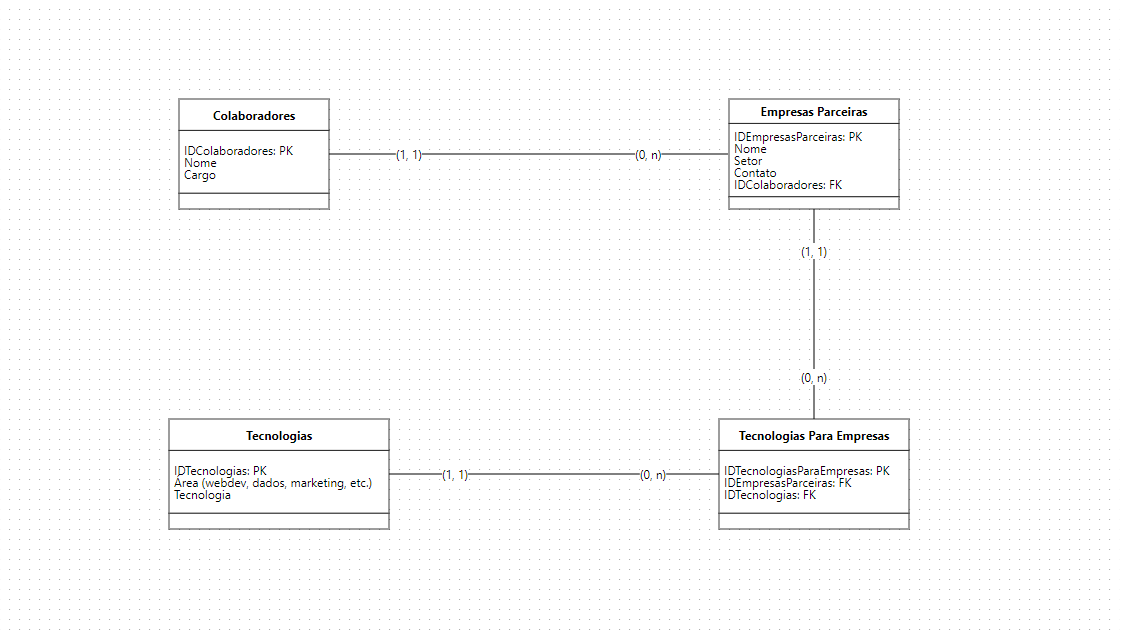 Colaboradores
IDColaboradores: PK
Nome
Cargo
(1, 1)
(0, n)
Empresas Parceiras
IDEmpresasParceiras: PK
Nome
Setor
Contato
IDColaboradores: FK
(1, 1)
(0, n)
Tecnologias
IDTecnologias: PK
Área (webdev, dados, marketing, etc.)
Tecnologia
(1, 1)
(0, n)
Tecnologias Para Empresas
IDTecnologiasParaEmpresas: PK
IDEmpresasParceiras: FK
IDTecnologias: FK